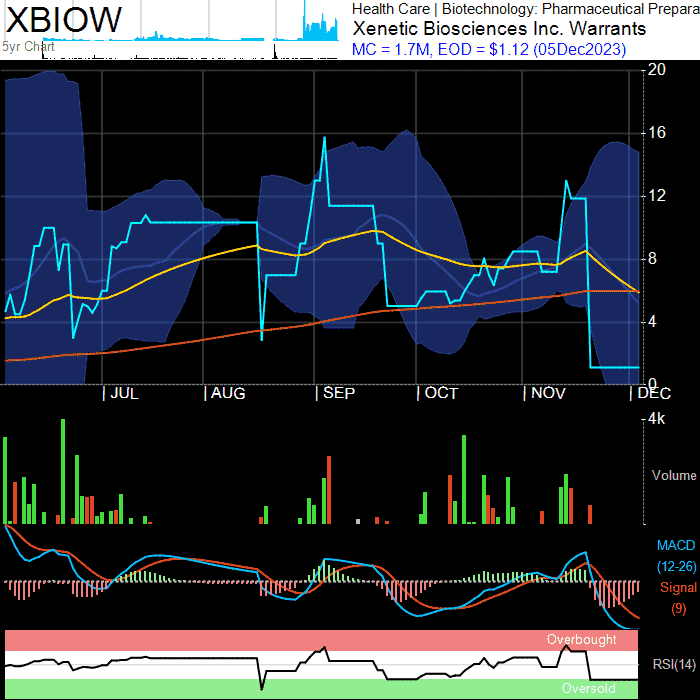 XBIOW
Health Care | Biotechnology: Pharmaceutical Prepara
Xenetic Biosciences Inc. Warrants
5yr Chart
MC = 1.7M, EOD = $1.12 (05Dec2023)
20
16
12
8
4
0
JUL
AUG
SEP
OCT
NOV
DEC
4k
Volume
MACD
(12-26)
Signal
(9)
Overbought
RSI(14)
Oversold